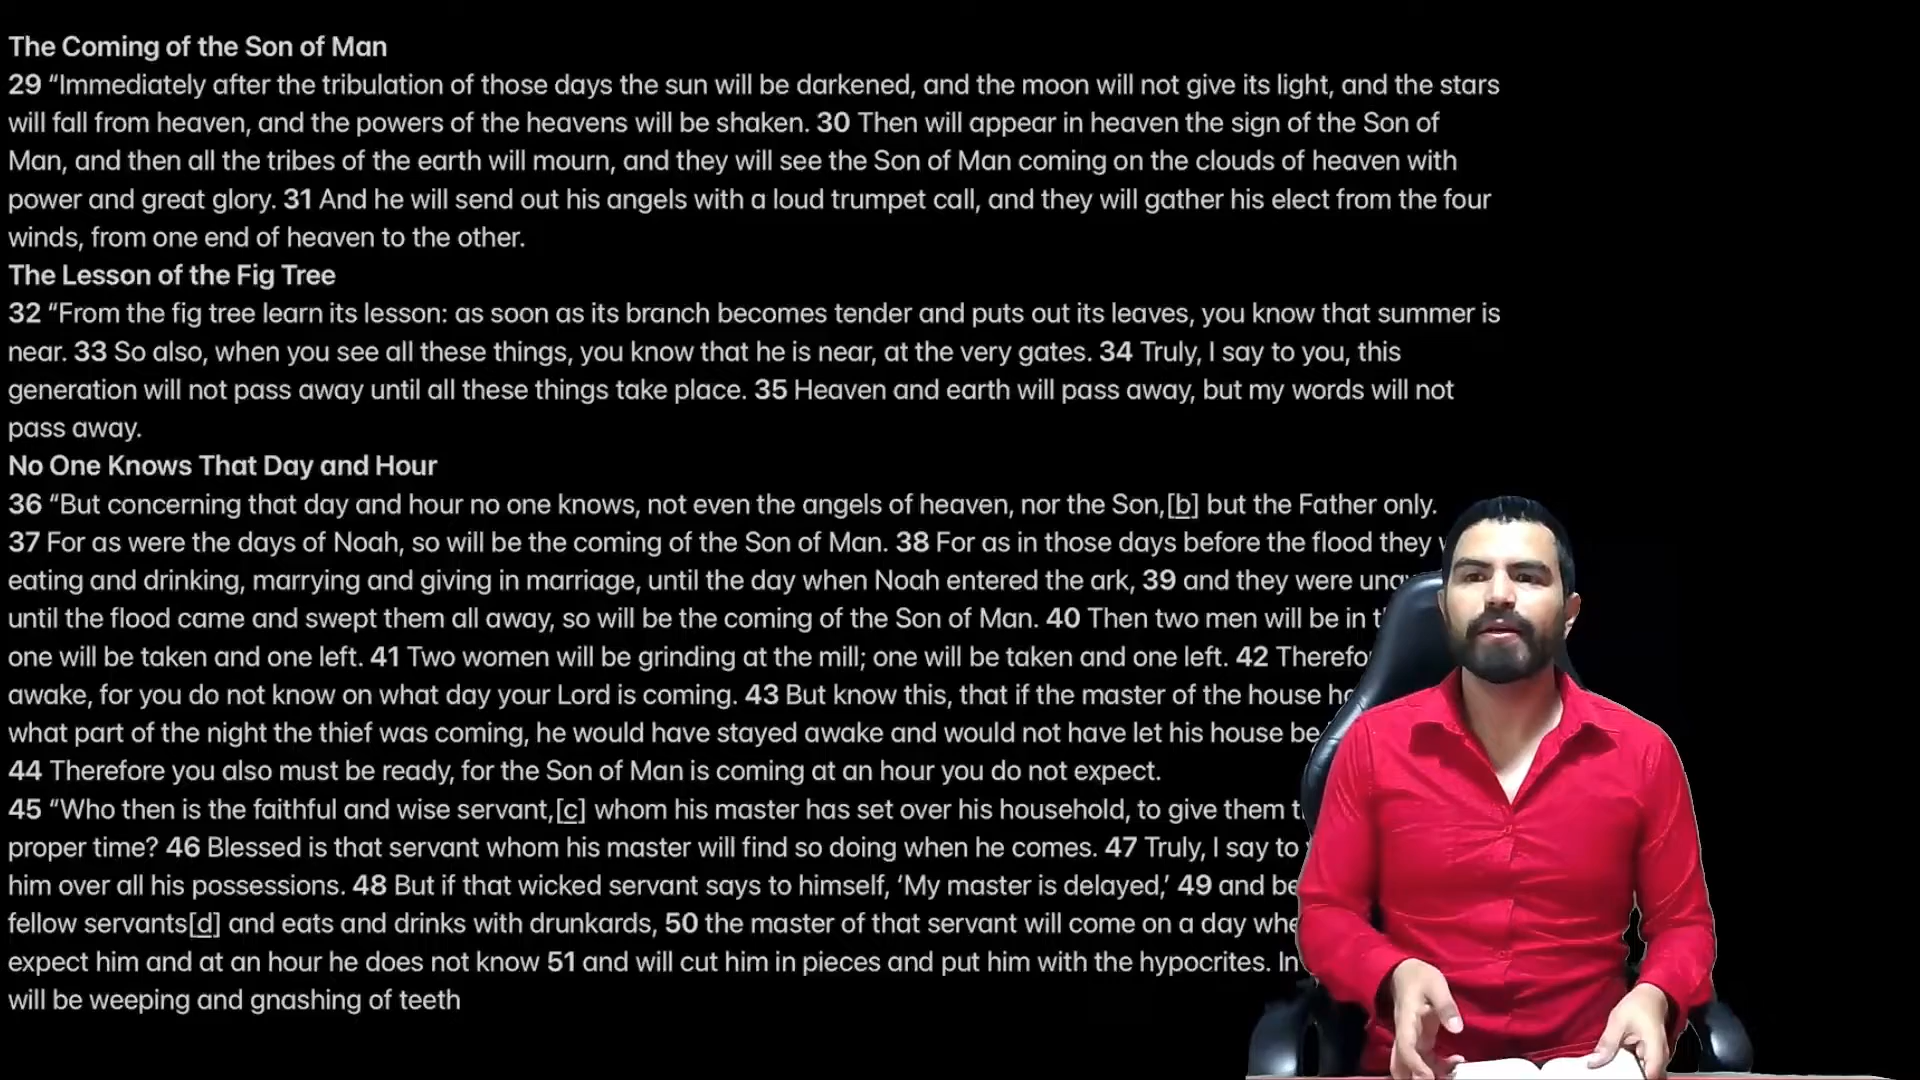 The Coming of the Son of Man
29 “Immediately after the tribulation of those days the sun will be darkened, and the moon will not give its light, and the stars
will fall from heaven, and the powers of the heavens will be shaken. 30 Then will appear in heaven the sign of the Son of
Man, and then all the tribes of the earth will mourn, and they will see the Son of Man coming on the clouds of heaven with
power and great glory. 31 And he will send out his angels with a loud trumpet call, and they will gather his elect from the four
winds, from one end of heaven to the other.
The Lesson of the Fig Tree
32 “From the fig tree learn its lesson: as soon as its branch becomes tender and puts out its leaves, you know that summer is
near. 33 So also, when you see all these things, you know that he is near, at the very gates. 34 Truly, I say to you, this
generation will not pass away until all these things take place. 35 Heaven and earth will pass away, but my words will not
pass away.
No One Knows That Day and Hour
36 “But concerning that day and hour no one knows, not even the angels of heaven, nor the Son,[b] but the Father only.
37 For as were the days of Noah, so will be the coming of the Son of Man. 38 For as in those days before the flood they
eating and drinking, marrying and giving in marriage, until the day when Noah entered the ark, 39 and they were
until the flood came and swept them all away, so will be the coming of the Son of Man. 40 Then two men will be in
one will be taken and one left. 41 Two women will be grinding at the mill; one will be taken and one left. 42
awake, for you do not know on what day your Lord is coming. 43 But know this, that if the master of the house
what part of the night the thief was coming, he would have stayed awake and would not have let his house be
44 Therefore you also must be ready, for the Son of Man is coming at an hour you do not expect.
45 “Who then is the faithful and wise servant,[c] whom his master has set over his household, to give them
proper time? 46 Blessed is that servant whom his master will find so doing when he comes. 47 Truly, I say to
him over all his possessions. 48 But if that wicked servant says to himself, ‘My master is delayed,’ 49 and
fellow servants[d] and eats and drinks with drunkards, 50 the master of that servant will come on a day
expect him and at an hour he does not know 51 and will cut him in pieces and put him with the hypocrites. In
will be weeping and gnashing of teeth